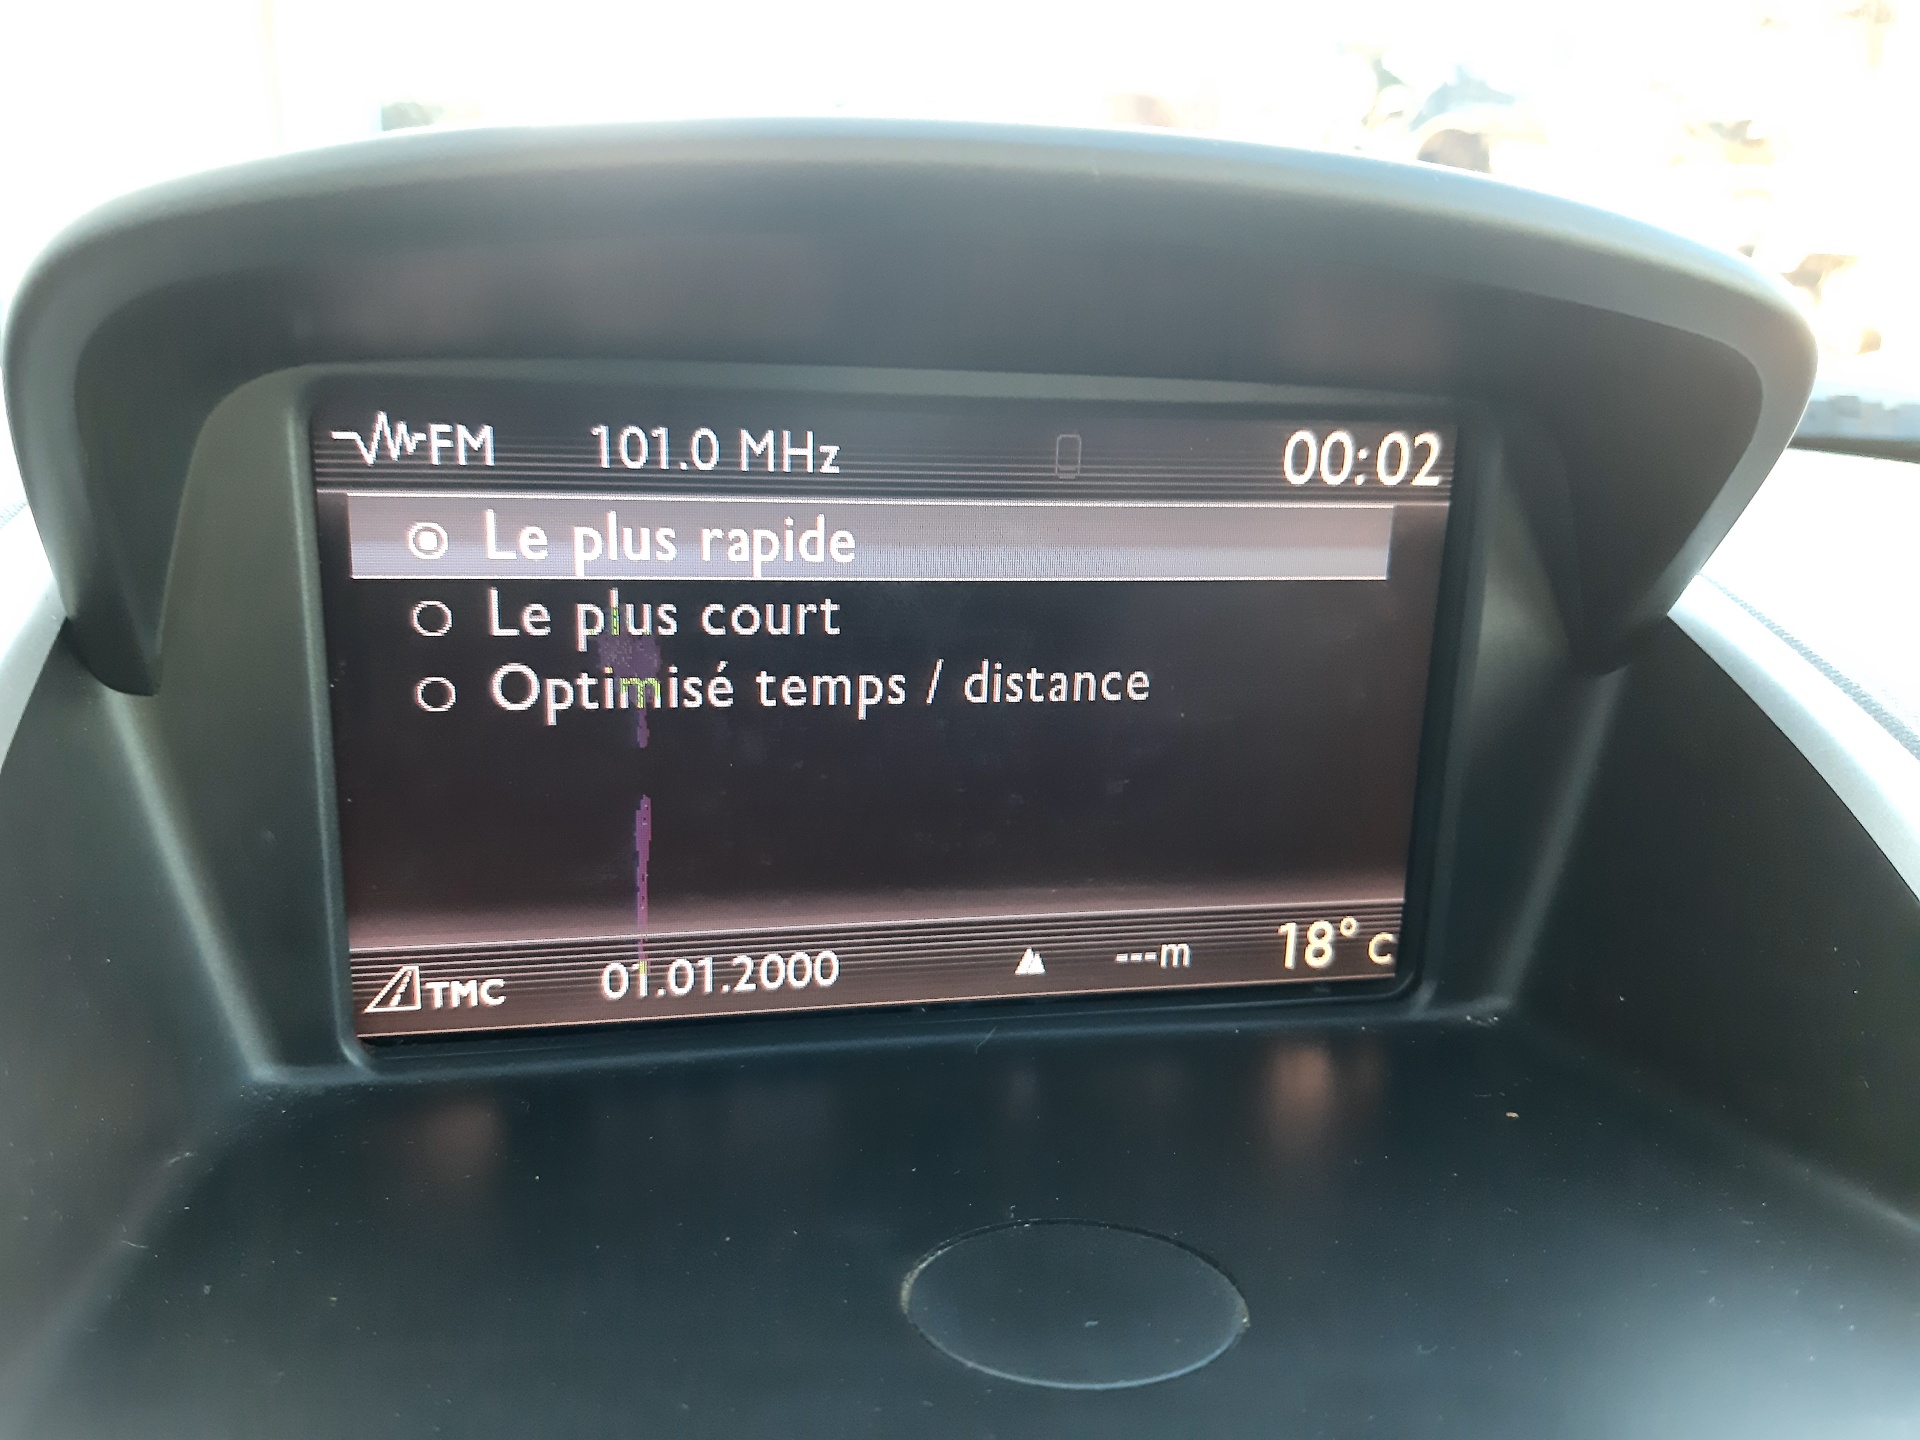 FM 101.0 MHz 00:02
Le plus rapide
Le plus court
Optimisé temps / distance
TMC 01.01.2000 ---m 18° c